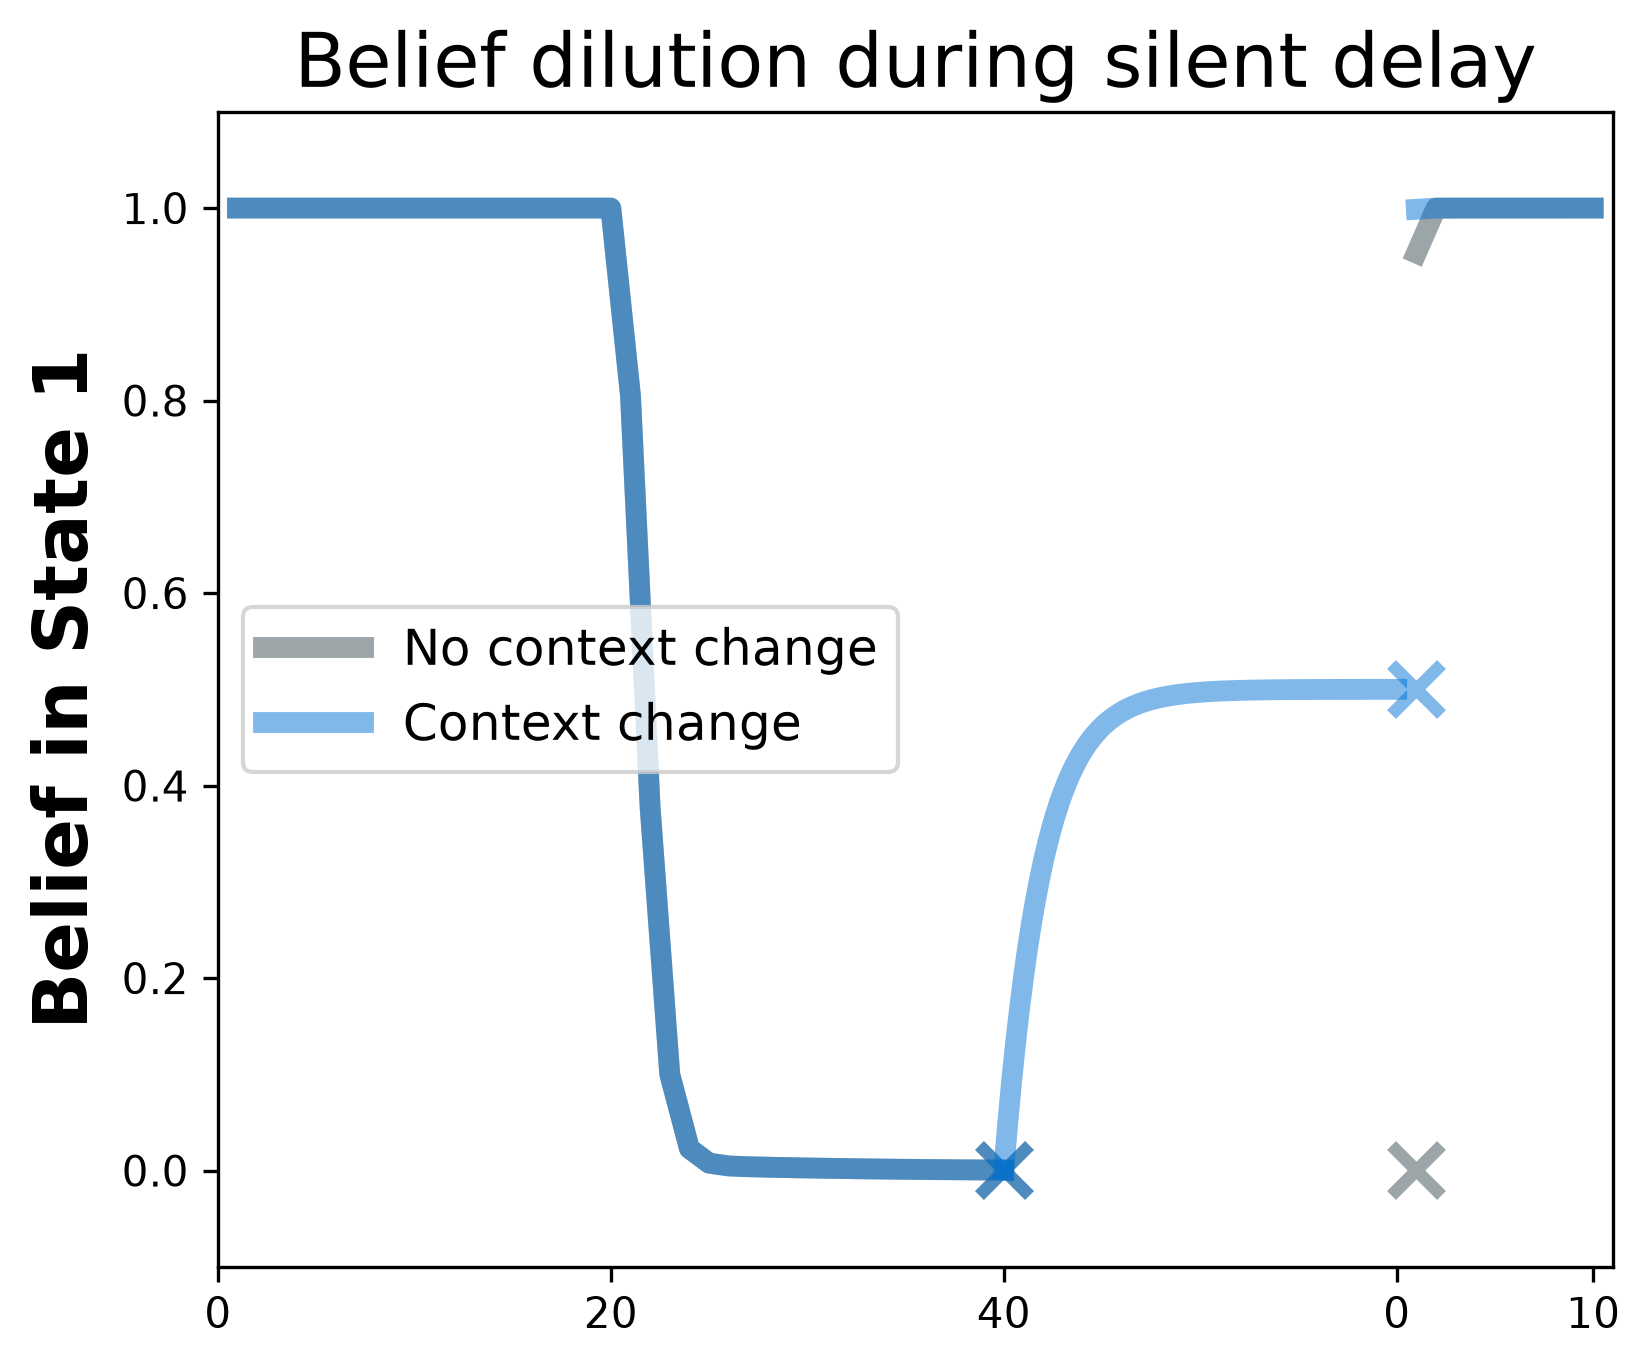 Belief dilution during silent delay
Belief in State 1
1.0
0.8
0.6
0.4
0.2
0.0
No context change
Context change
0 20 40 0 10